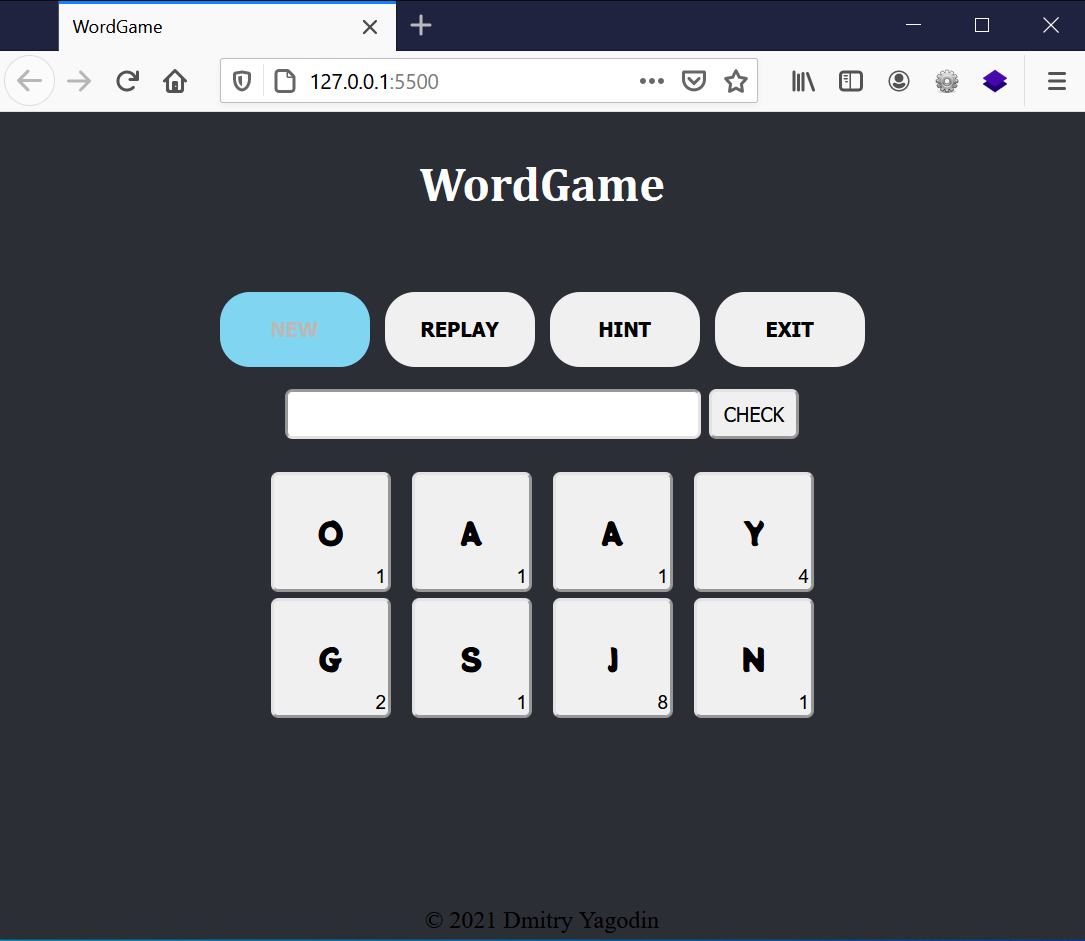 WordGame
127.0.0.1:5500
WordGame
NEW REPLAY HINT EXIT
CHECK
O A A Y
1 1 1 4
G S J N
2 1 8 1
© 2021 Dmitry Yagodin